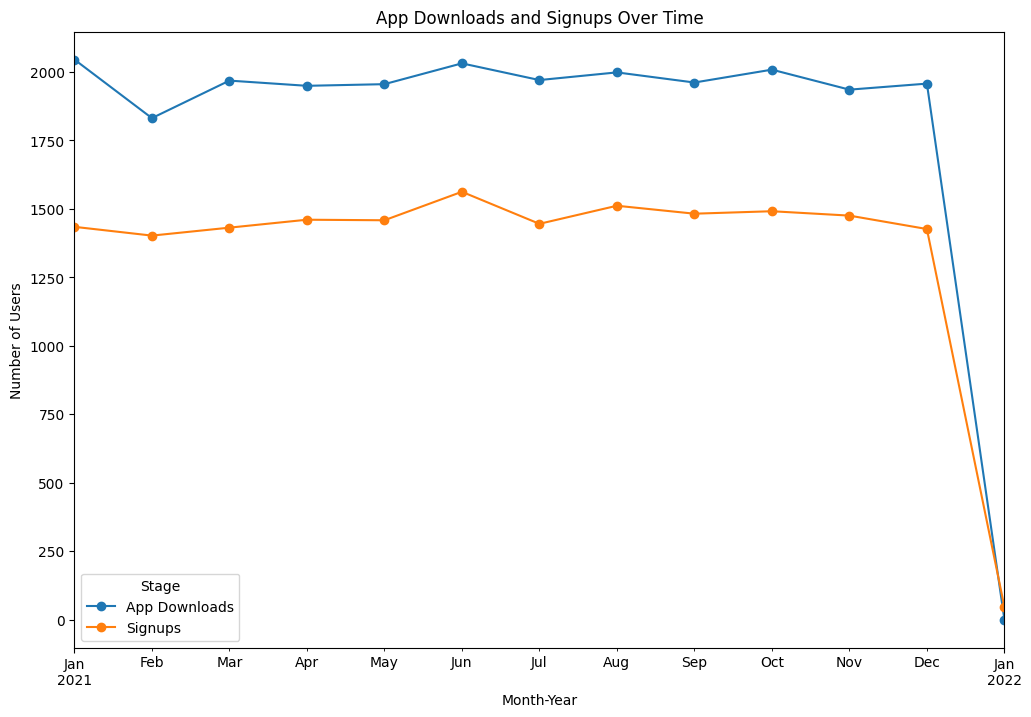 App Downloads and Signups Over Time
Number of Users
2000
1750
1500
1250
1000
750
500
250
0
Stage
App Downloads
Signups
Jan Feb Mar Apr May Jun Jul Aug Sep Oct Nov Dec Jan
2021 2022
Month-Year